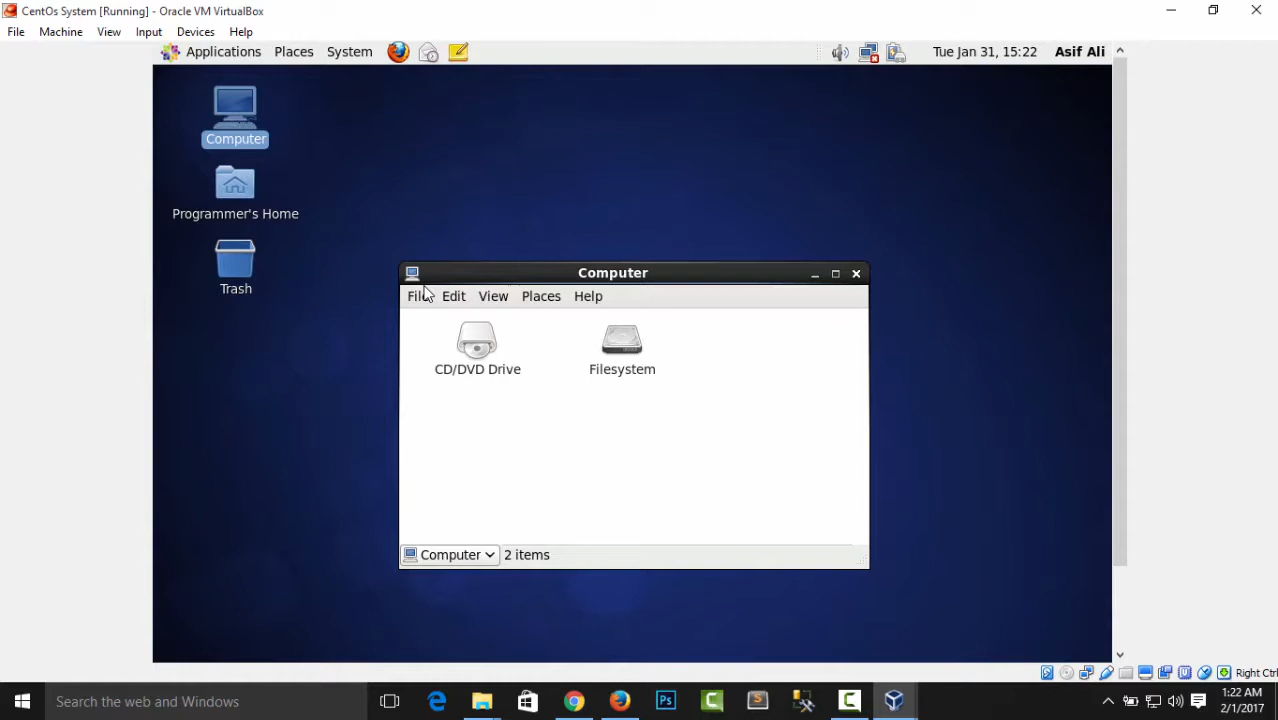 CentOs System [Running] - Oracle VM VirtualBox
File Machine View Input Devices Help
Applications Places System Tue Jan 31, 15:22 Asif Ali
Computer
Programmer's Home
Trash
Computer
File Edit View Places Help
CD/DVD Drive Filesystem
Computer 2 items
Right Ctrl
Search the web and Windows
Ps
1:22 AM
2/1/2017